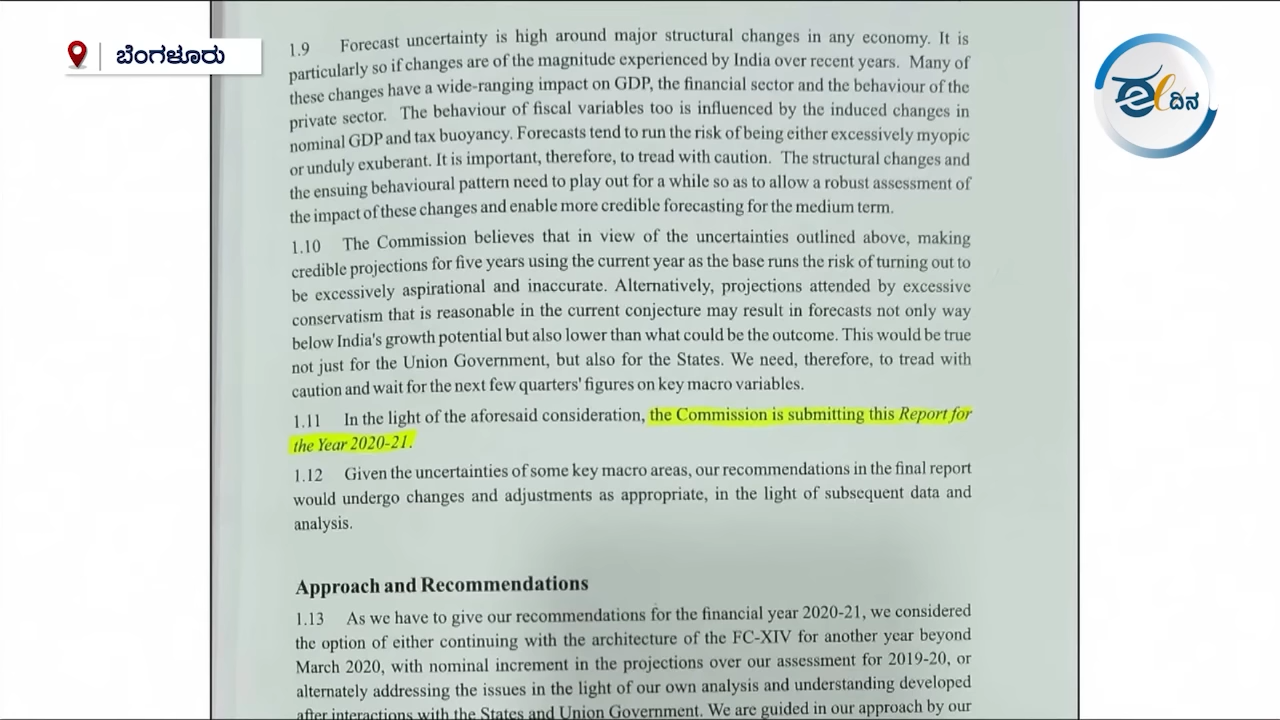 ಬೆಂಗಳೂರು
ಈ ದಿನ
1.9 Forecast uncertainty is high around major structural changes in any economy. It is
particularly so if changes are of the magnitude experienced by India over recent years. Many of
these changes have a wide-ranging impact on GDP, the financial sector and the behaviour of the
private sector. The behaviour of fiscal variables too is influenced by the induced changes in
nominal GDP and tax buoyancy. Forecasts tend to run the risk of being either excessively myopic
or unduly exuberant. It is important, therefore, to tread with caution. The structural changes and
the ensuing behavioural pattern need to play out for a while so as to allow a robust assessment of
the impact of these changes and enable more credible forecasting for the medium term.
1.10 The Commission believes that in view of the uncertainties outlined above, making
credible projections for five years using the current year as the base runs the risk of turning out to
be excessively aspirational and inaccurate. Alternatively, projections attended by excessive
conservatism that is reasonable in the current conjecture may result in forecasts not only way
below India's growth potential but also lower than what could be the outcome. This would be true
not just for the Union Government, but also for the States. We need, therefore, to tread with
caution and wait for the next few quarters' figures on key macro variables.
1.11 In the light of the aforesaid consideration, the Commission is submitting this Report for
the Year 2020-21.
1.12 Given the uncertainties of some key macro areas, our recommendations in the final report
would undergo changes and adjustments as appropriate, in the light of subsequent data and
analysis.
Approach and Recommendations
1.13 As we have to give our recommendations for the financial year 2020-21, we considered
the option of either continuing with the architecture of the FC-XIV for another year beyond
March 2020, with nominal increment in the projections over our assessment for 2019-20, or
alternately addressing the issues in the light of our own analysis and understanding developed
after interactions with the States and Union Government. We are guided in our approach by our